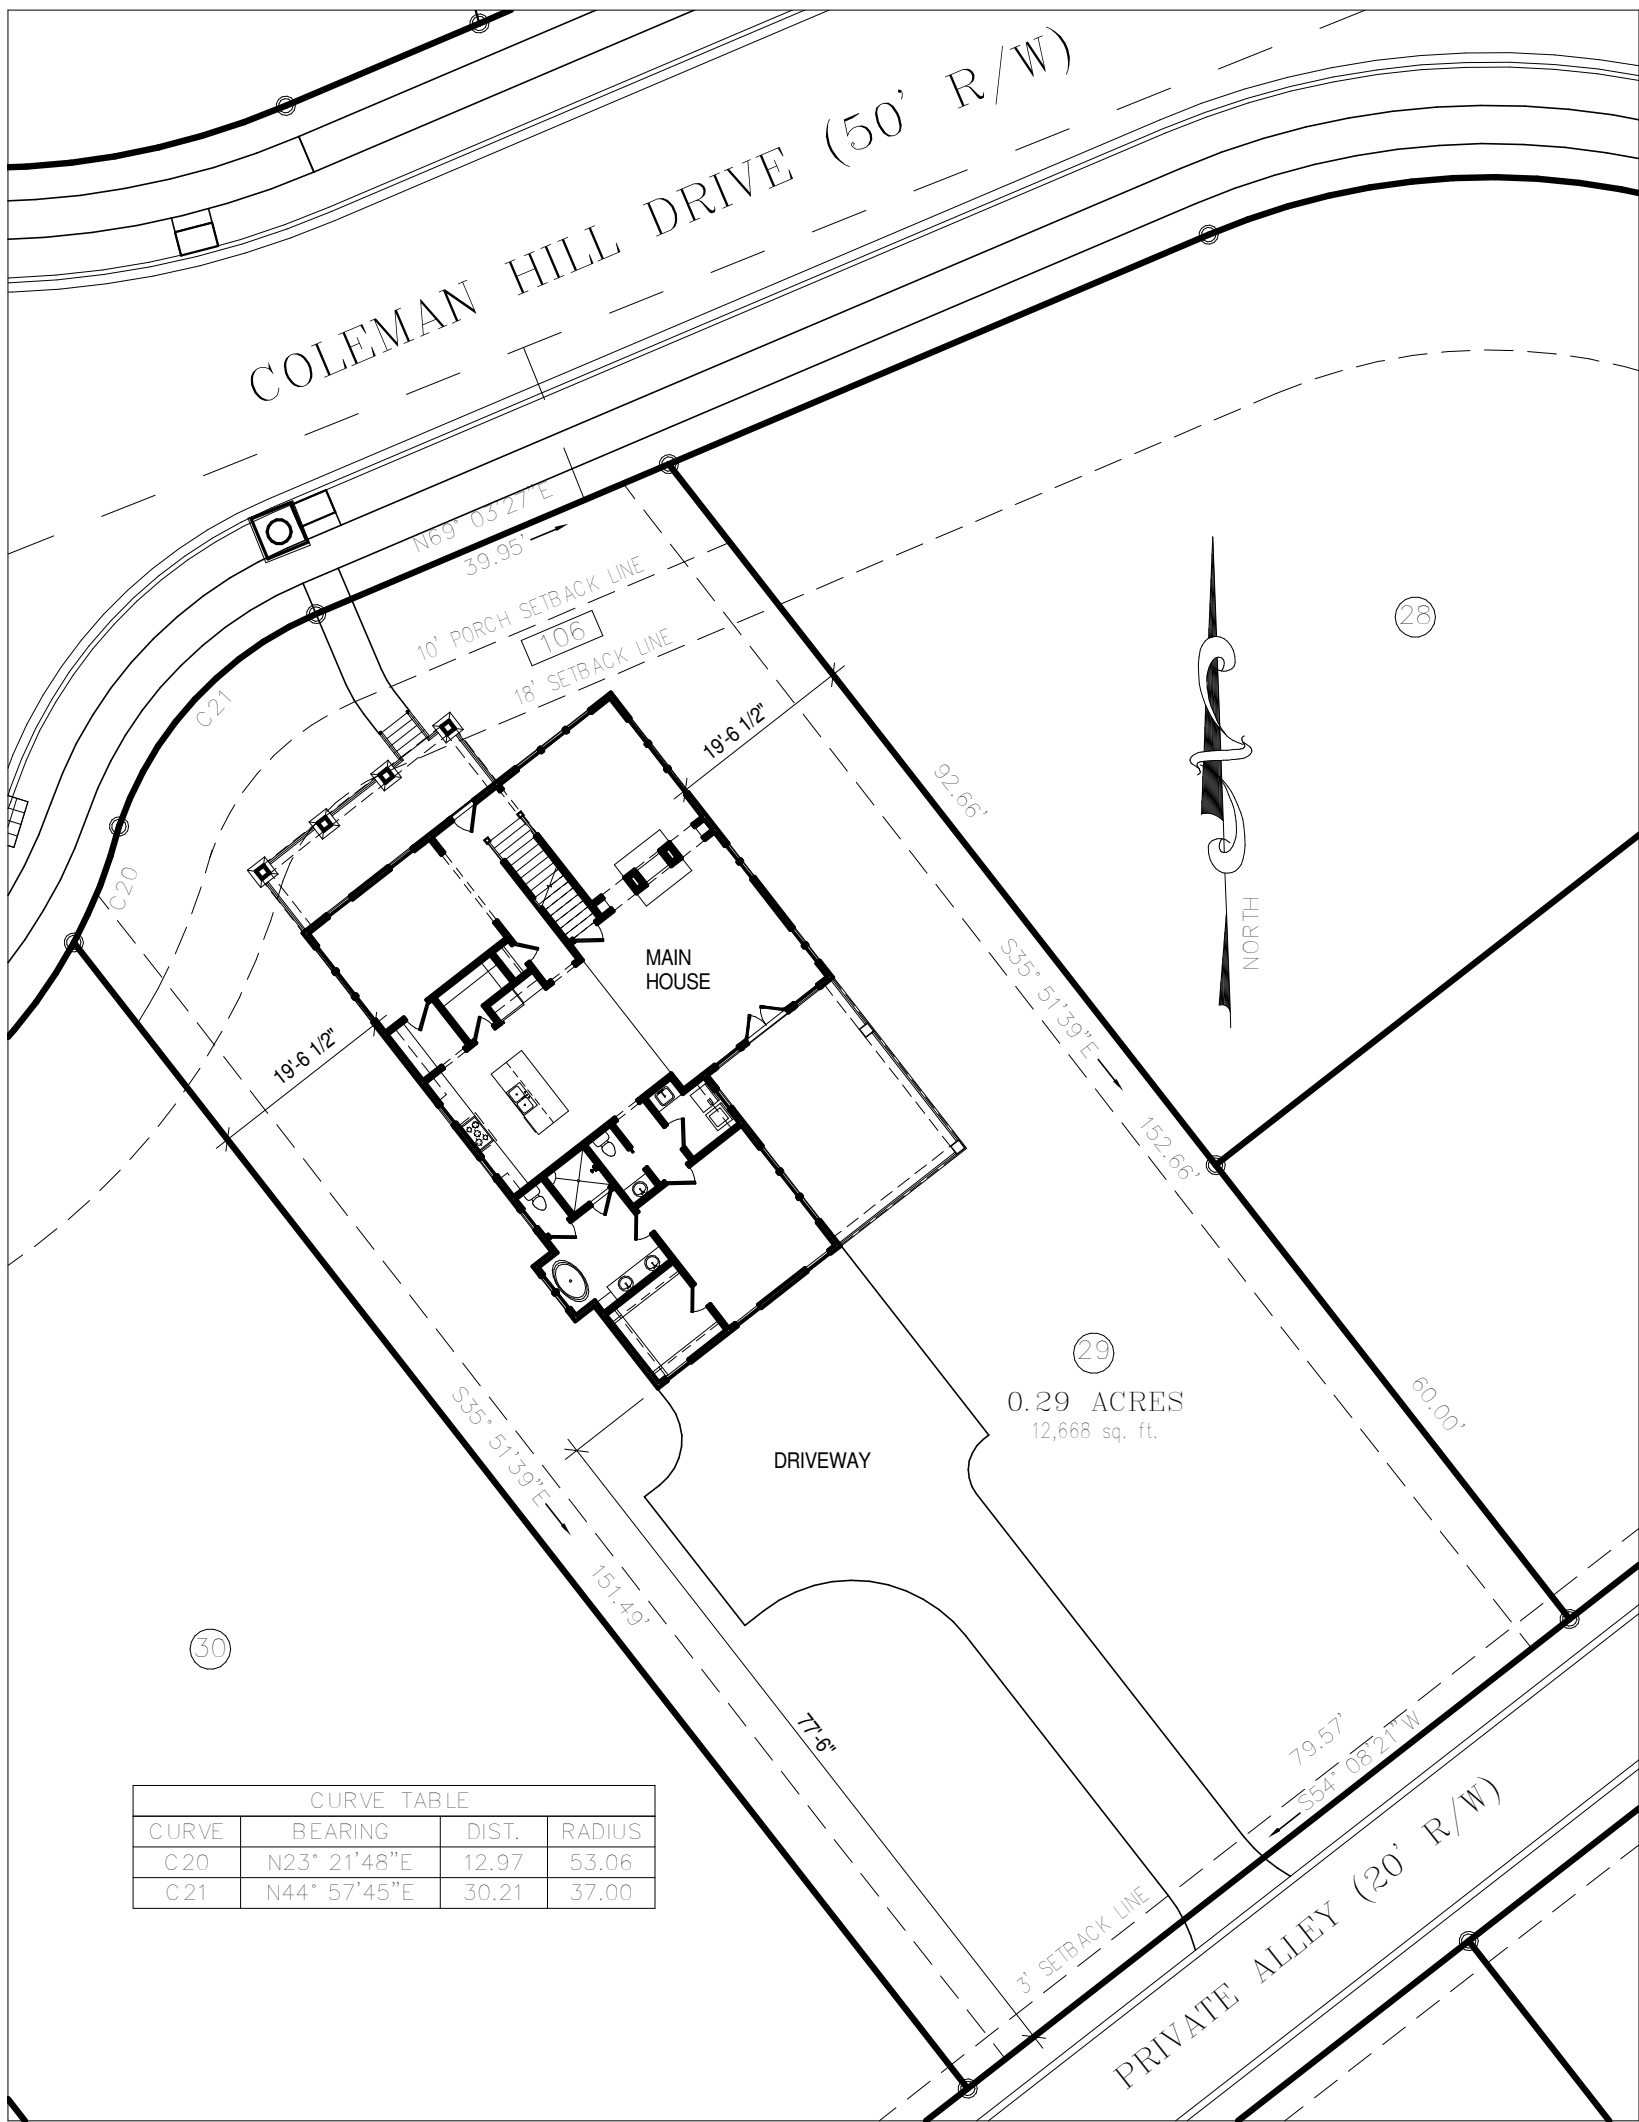 COLEMAN HILL DRIVE (50' R/W)
N69° 03'27"E
39.95'
10' PORCH SETBACK LINE
106
18' SETBACK LINE
28
C21
C20
19'-6 1/2"
92.66'
NORTH
MAIN
HOUSE
S35° 51'39"E
19'-6 1/2"
152.66'
29
0.29 ACRES
12,668 sq. ft.
60.00'
S35° 51'39"E
DRIVEWAY
151.49'
30
77'-6"
79.57'
S54° 08'21"W
3' SETBACK LINE
PRIVATE ALLEY (20' R/W)
CURVE TABLE
CURVE BEARING DIST. RADIUS
C20 N23° 21'48"E 12.97 53.06
C21 N44° 57'45"E 30.21 37.00